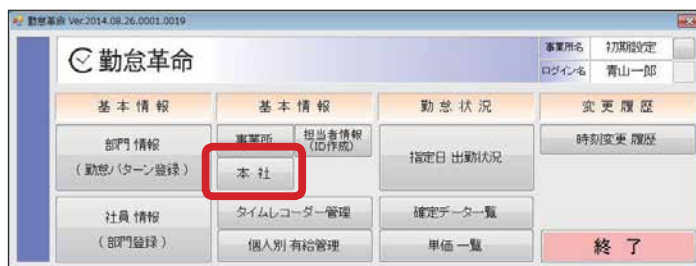 勤怠革命 Ver.2014.08.26.0001.0019
勤怠革命
事業所名 初期設定
ログイン名 青山一郎
基本情報 基本情報 勤怠状況 変更履歴
部門情報
(勤怠パターン登録)
事業所
担当者情報
(ID作成)
本社
指定日 出勤状況
時刻変更 履歴
社員情報
(部門登録)
タイムレコーダー管理
確定データ一覧
個人別 有給管理
単価一覧
終了